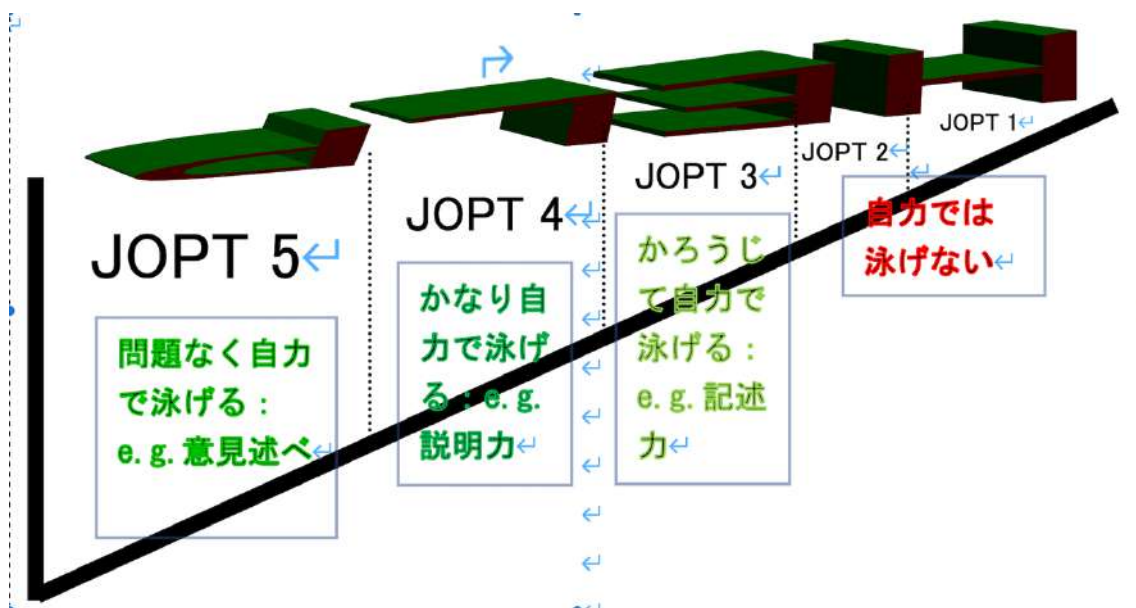 JOPT 5
問題なく自力
で泳げる：
e.g.意見述べ
JOPT 4
かなり自
力で泳げ
る：e.g.
説明力
JOPT 3
かろうじ
て自力で
泳げる：
e.g.記述
力
JOPT 2
JOPT 1
自力では
泳げない